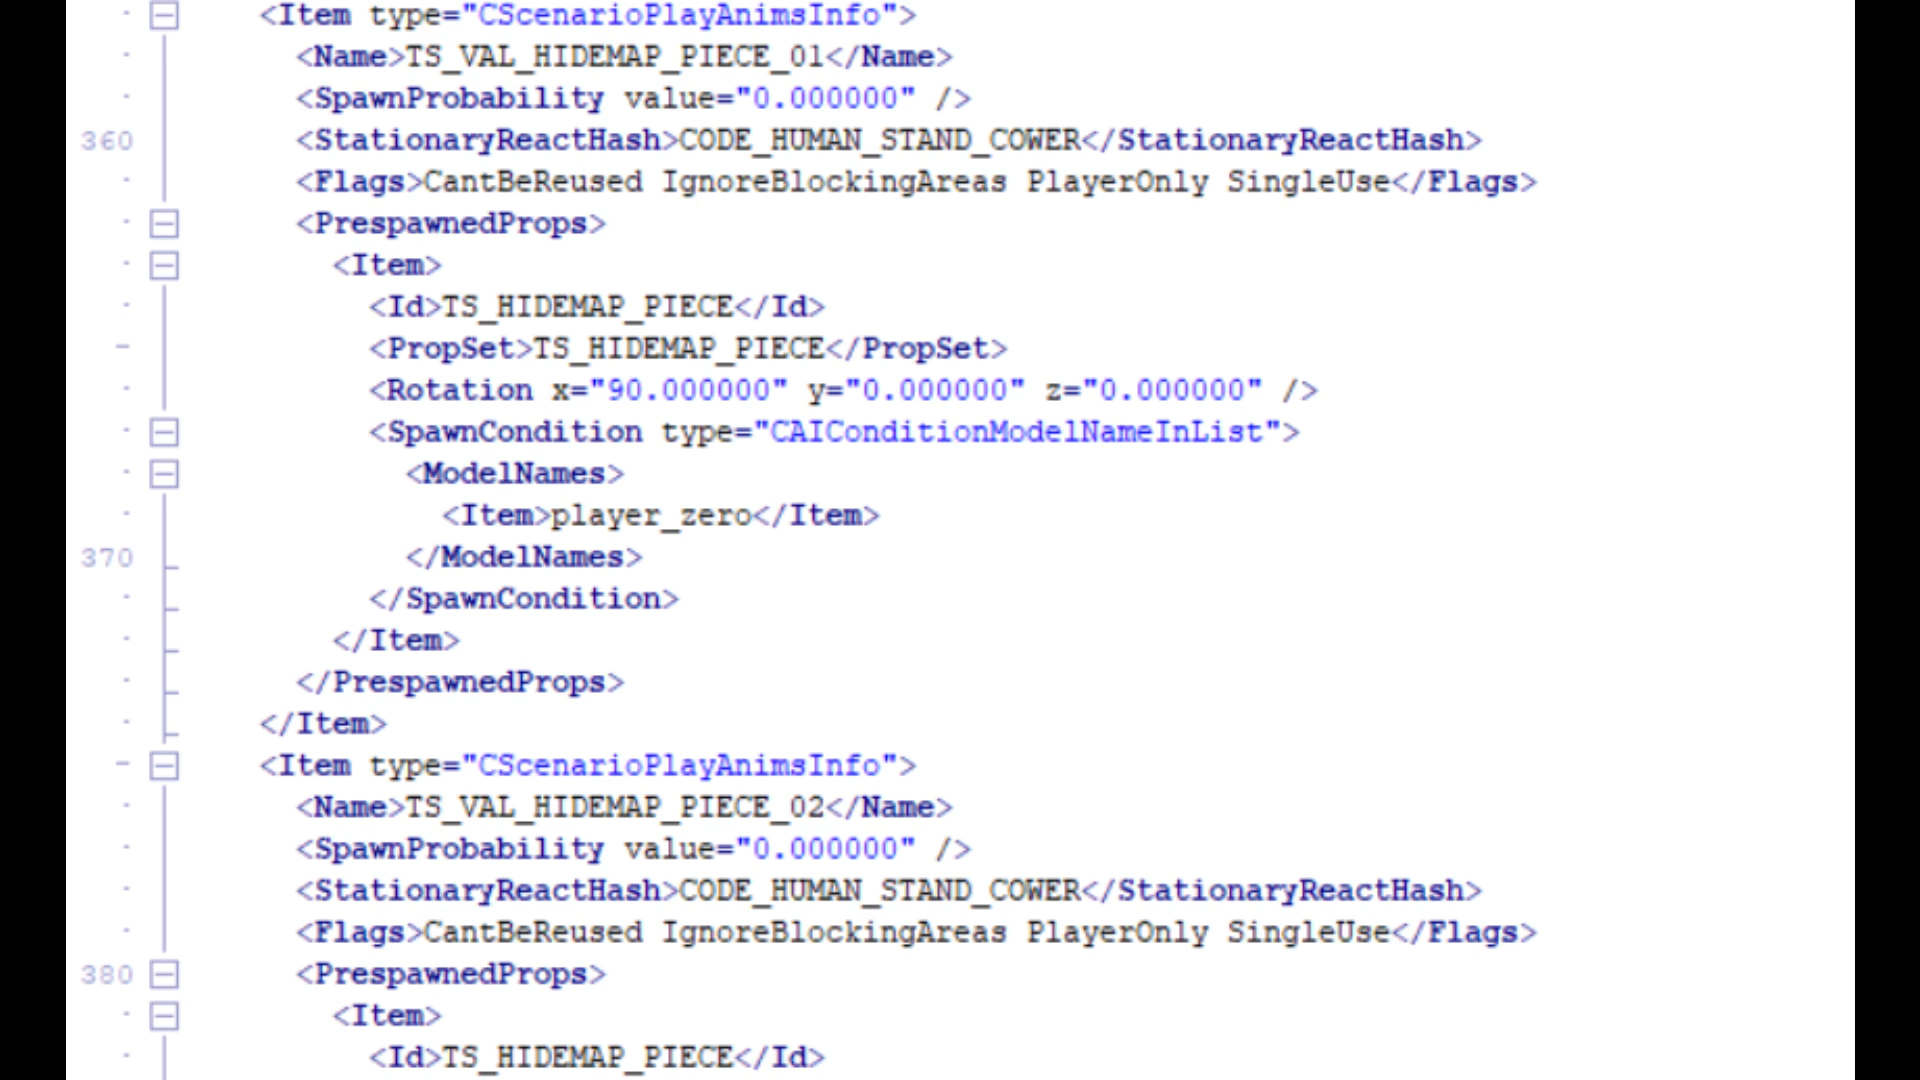 <Item type="CScenarioPlayAnimsInfo">
<Name>TS_VAL_HIDEMAP_PIECE_01</Name>
<SpawnProbability value="0.000000" />
360 <StationaryReactHash>CODE_HUMAN_STAND_COWER</StationaryReactHash>
<Flags>CantBeReused IgnoreBlockingAreas PlayerOnly SingleUse</Flags>
<PrespawnedProps>
<Item>
<Id>TS_HIDEMAP_PIECE</Id>
<PropSet>TS_HIDEMAP_PIECE</PropSet>
<Rotation x="90.000000" y="0.000000" z="0.000000" />
<SpawnCondition type="CAIConditionModelNameInList">
<ModelNames>
<Item>player_zero</Item>
370 </ModelNames>
</SpawnCondition>
</Item>
</PrespawnedProps>
</Item>
<Item type="CScenarioPlayAnimsInfo">
<Name>TS_VAL_HIDEMAP_PIECE_02</Name>
<SpawnProbability value="0.000000" />
<StationaryReactHash>CODE_HUMAN_STAND_COWER</StationaryReactHash>
<Flags>CantBeReused IgnoreBlockingAreas PlayerOnly SingleUse</Flags>
380 <PrespawnedProps>
<Item>
<Id>TS_HIDEMAP_PIECE</Id>